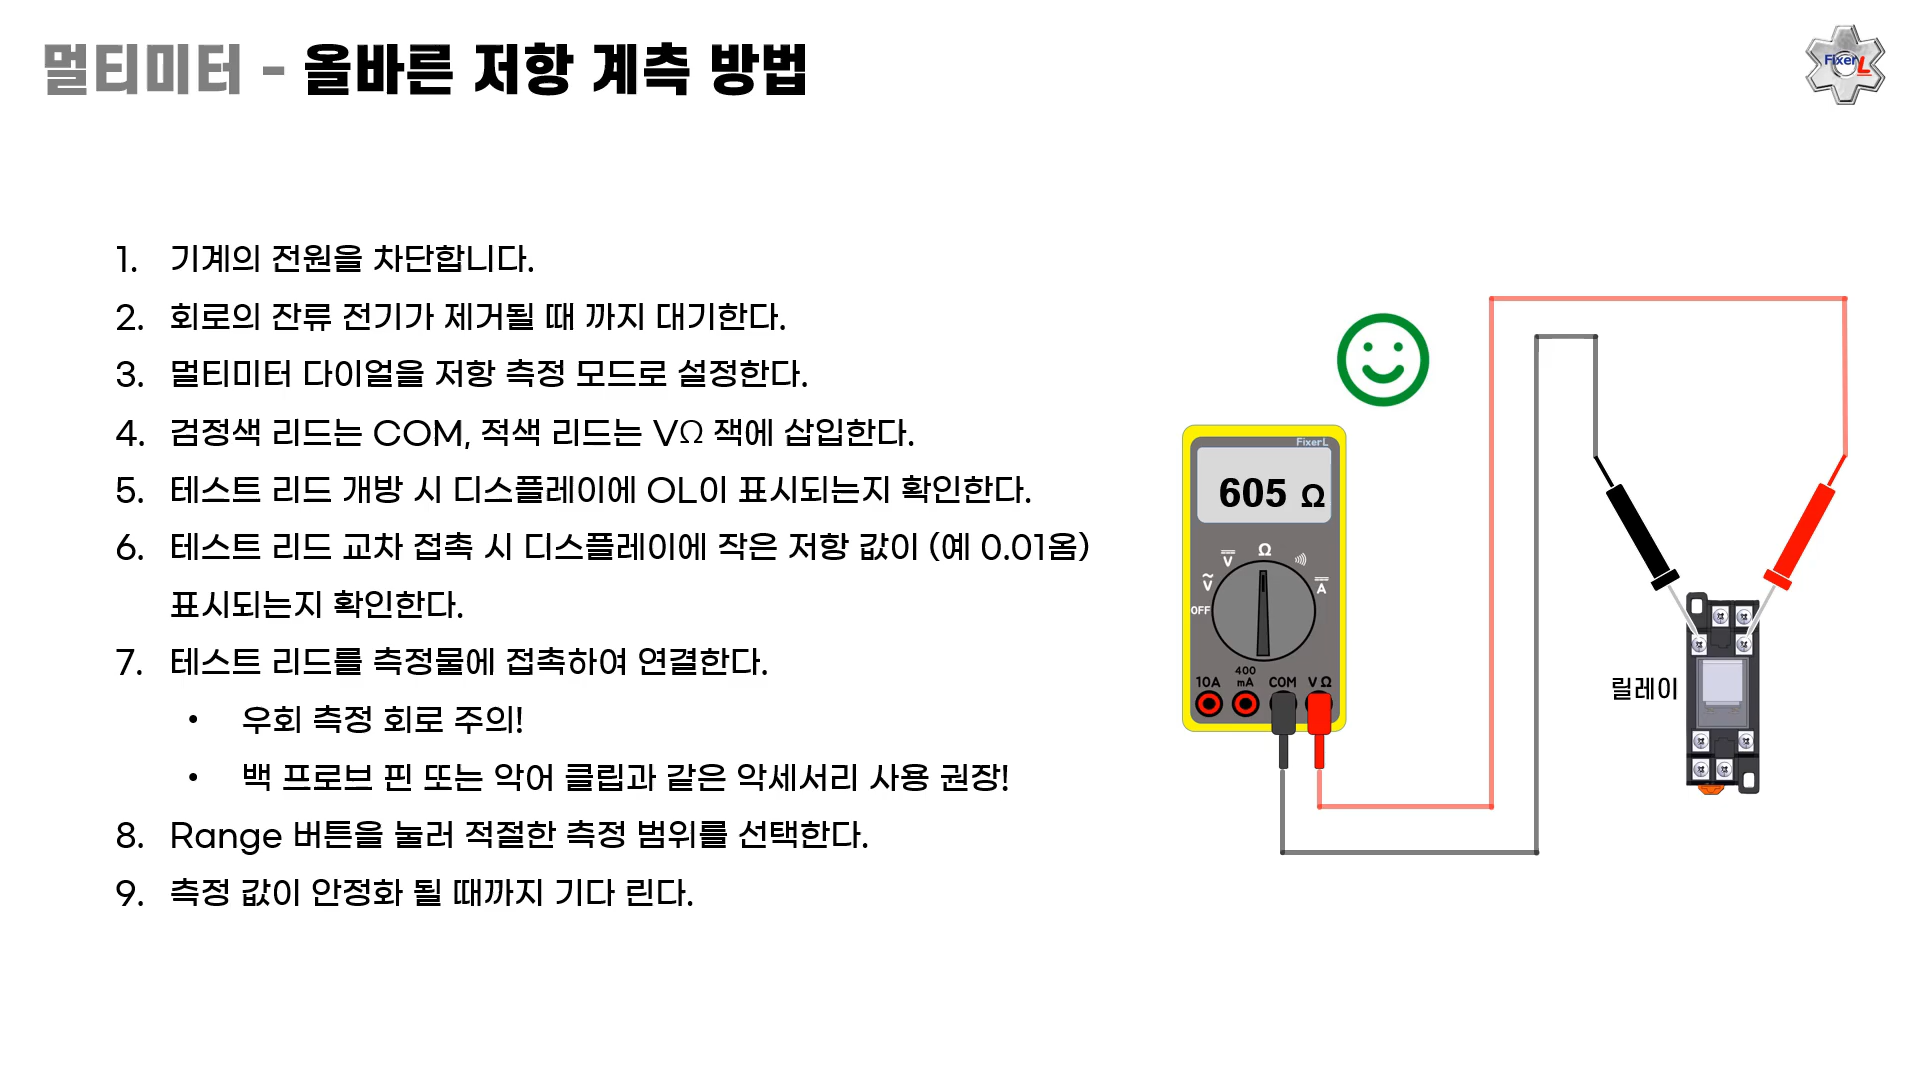 멀티미터 - 올바른 저항 계측 방법
FixerL
1. 기계의 전원을 차단합니다.
2. 회로의 잔류 전기가 제거될 때 까지 대기한다.
3. 멀티미터 다이얼을 저항 측정 모드로 설정한다.
4. 검정색 리드는 COM, 적색 리드는 VΩ 잭에 삽입한다.
5. 테스트 리드 개방 시 디스플레이에 OL이 표시되는지 확인한다.
6. 테스트 리드 교차 접촉 시 디스플레이에 작은 저항 값이 (예 0.01옴)
표시되는지 확인한다.
7. 테스트 리드를 측정물에 접촉하여 연결한다.
• 우회 측정 회로 주의!
• 백 프로브 핀 또는 악어 클립과 같은 악세서리 사용 권장!
8. Range 버튼을 눌러 적절한 측정 범위를 선택한다.
9. 측정 값이 안정화 될 때까지 기다 린다.
FixerL
605 Ω
Ω
V
V
A
OFF
10A
400
mA
COM
V Ω
릴레이